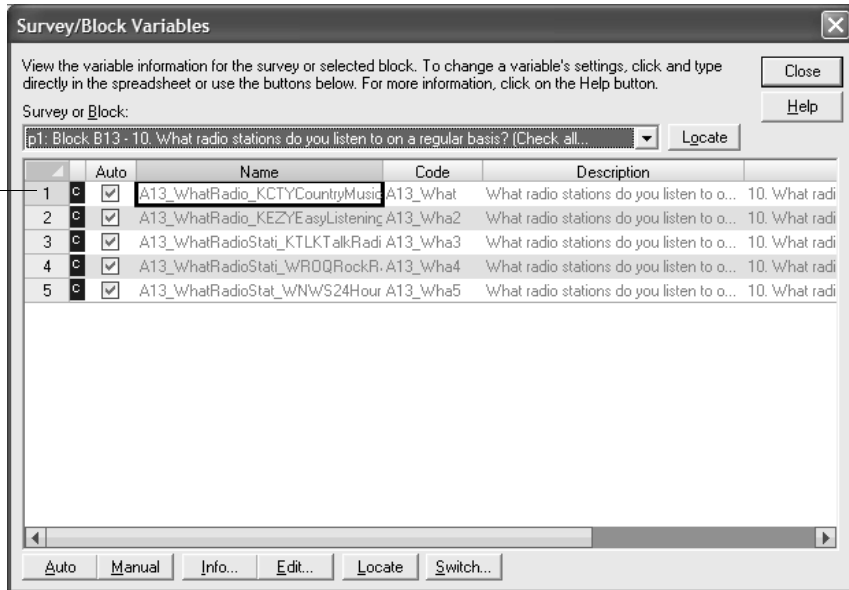 Survey/Block Variables
View the variable information for the survey or selected block. To change a variable's settings, click and type
directly in the spreadsheet or use the buttons below. For more information, click on the Help button.
Close
Help
Survey or Block:
p1: Block B13 - 10. What radio stations do you listen to on a regular basis? (Check all... Locate
Auto Name Code Description
1 C A13_WhatRadio_KCTYCountryMusic A13_What What radio stations do you listen to o... 10. What radi
2 C A13_WhatRadio_KEZYEasyListening A13_Wha2 What radio stations do you listen to o... 10. What radi
3 C A13_WhatRadioStati_KTLKTalkRadi A13_Wha3 What radio stations do you listen to o... 10. What radi
4 C A13_WhatRadioStati_WROQRockR. A13_Wha4 What radio stations do you listen to o... 10. What radi
5 C A13_WhatRadioStat_WNWS24Hour A13_Wha5 What radio stations do you listen to o... 10. What radi
Auto Manual Info... Edit... Locate Switch...